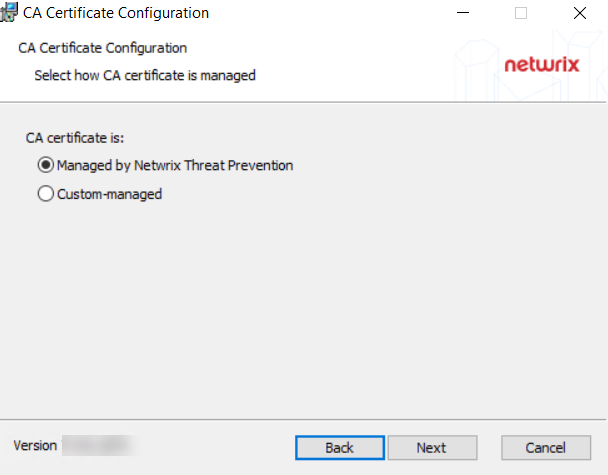 CA Certificate Configuration
CA Certificate Configuration
Select how CA certificate is managed
netwrix
CA certificate is:
Managed by Netwrix Threat Prevention
Custom-managed
Version
Back
Next
Cancel